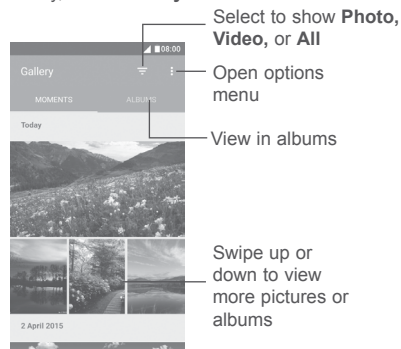 Select to show Photo,
Video, or All
08:00
Gallery
Open options
menu
MOMENTS
ALBUMS
View in albums
Today
Swipe up or
down to view
more pictures or
albums
2 April 2015